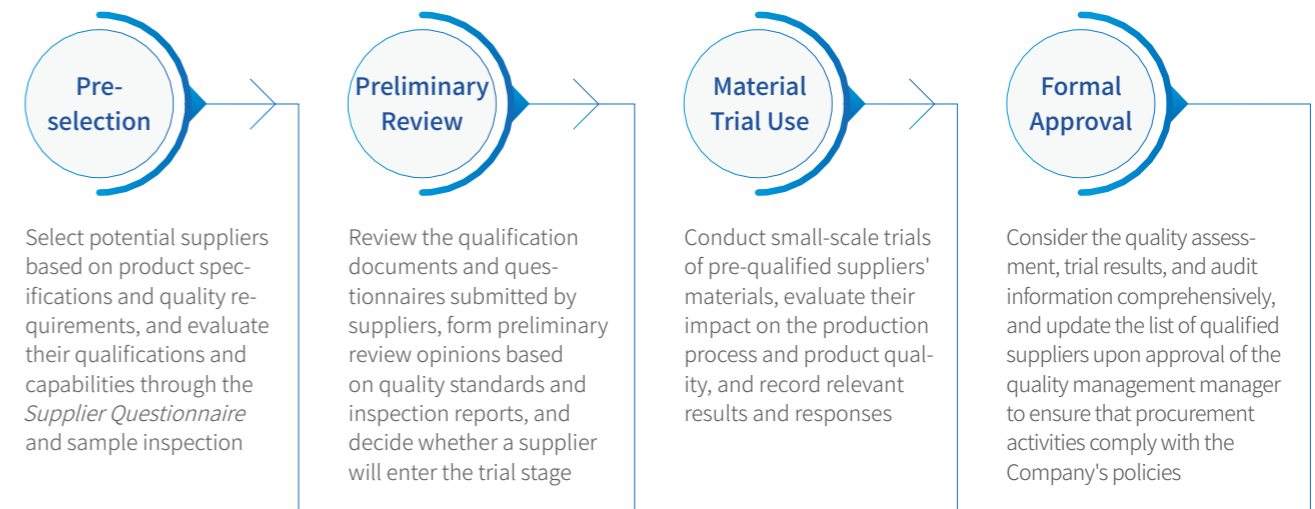 Pre-
selection
Select potential suppliers
based on product spec-
ifications and quality re-
quirements, and evaluate
their qualifications and
capabilities through the
Supplier Questionnaire
and sample inspection
Preliminary
Review
Review the qualification
documents and ques-
tionnaires submitted by
suppliers, form preliminary
review opinions based
on quality standards and
inspection reports, and
decide whether a supplier
will enter the trial stage
Material
Trial Use
Conduct small-scale trials
of pre-qualified suppliers'
materials, evaluate their
impact on the production
process and product qual-
ity, and record relevant
results and responses
Formal
Approval
Consider the quality assess-
ment, trial results, and audit
information comprehensively,
and update the list of qualified
suppliers upon approval of the
quality management manager
to ensure that procurement
activities comply with the
Company's policies